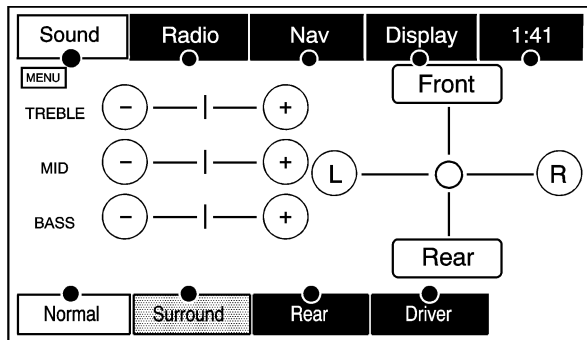 Sound Radio Nav Display 1:41
MENU
Front
TREBLE − +
MID − +
L R
BASS − +
Rear
Normal Surround Rear Driver